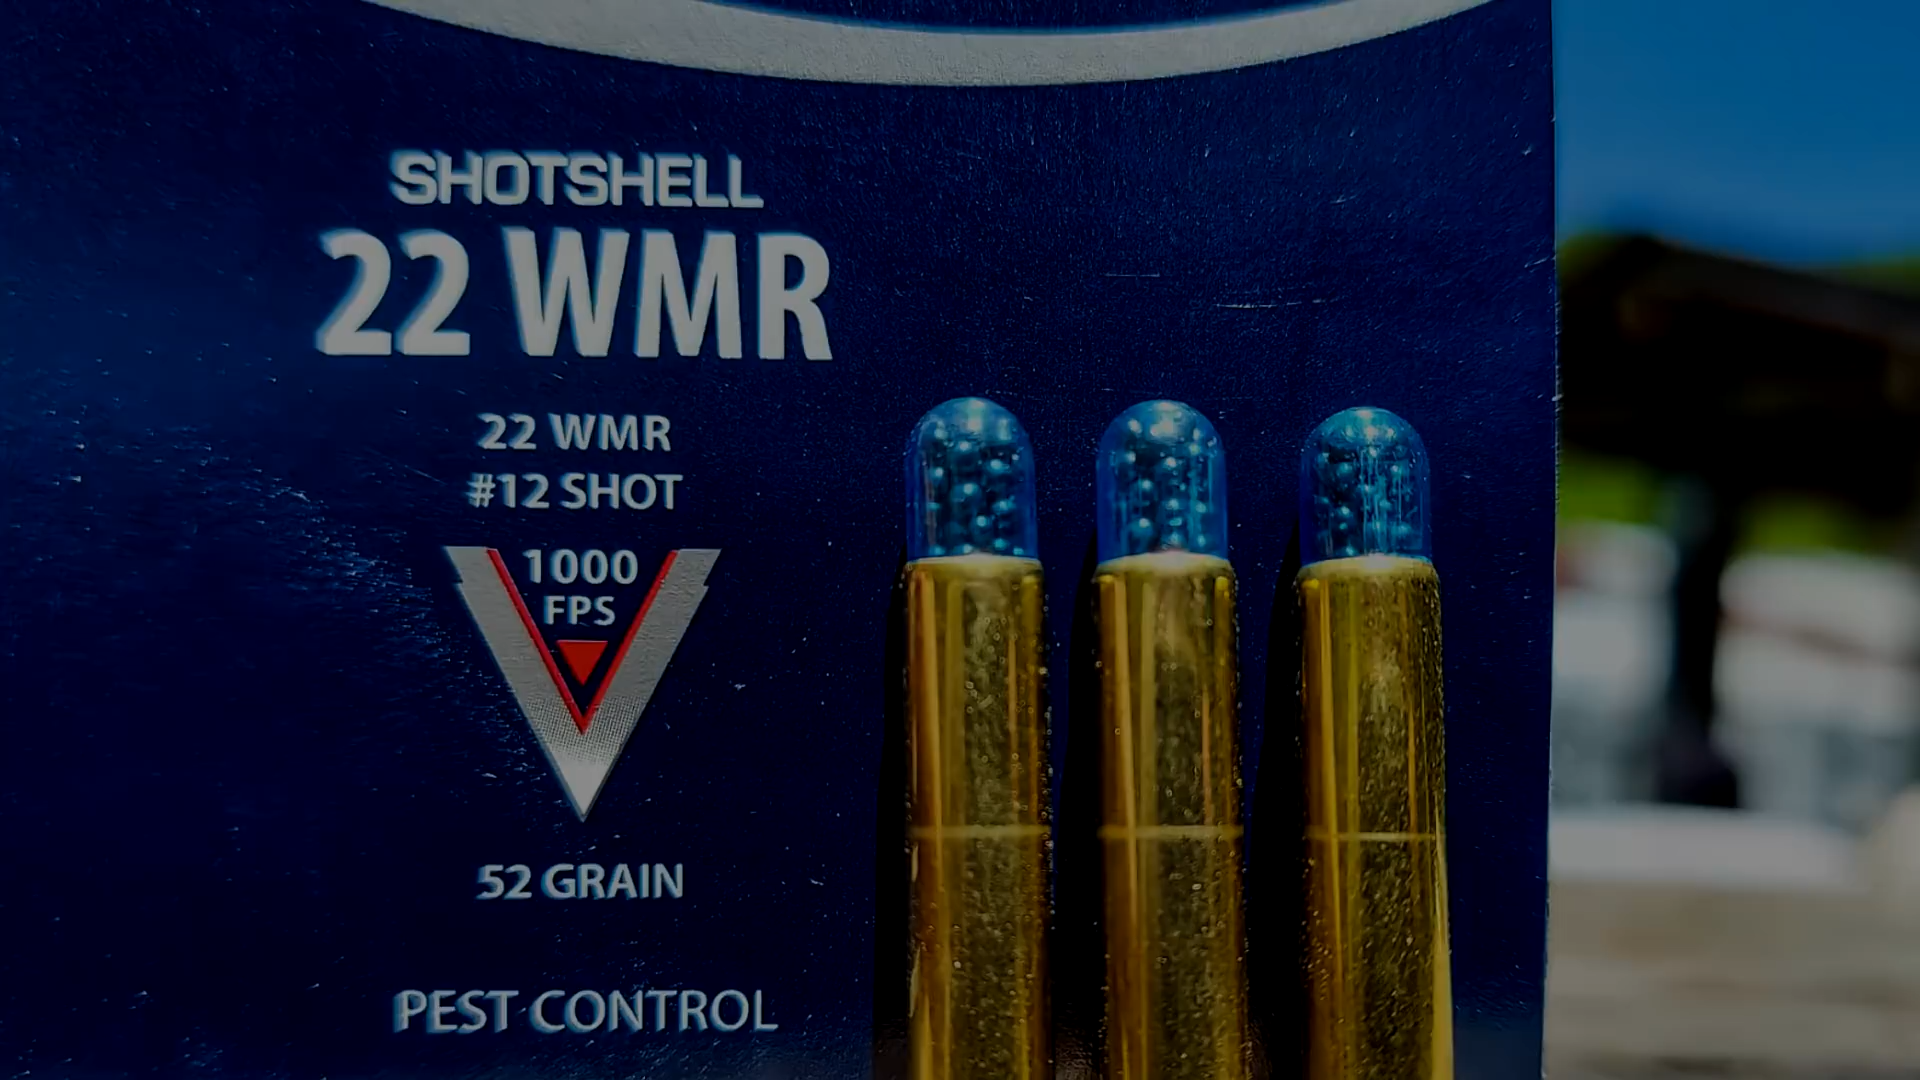 SHOTSHELL
22 WMR
22 WMR
#12 SHOT
1000
FPS
52 GRAIN
PEST CONTROL